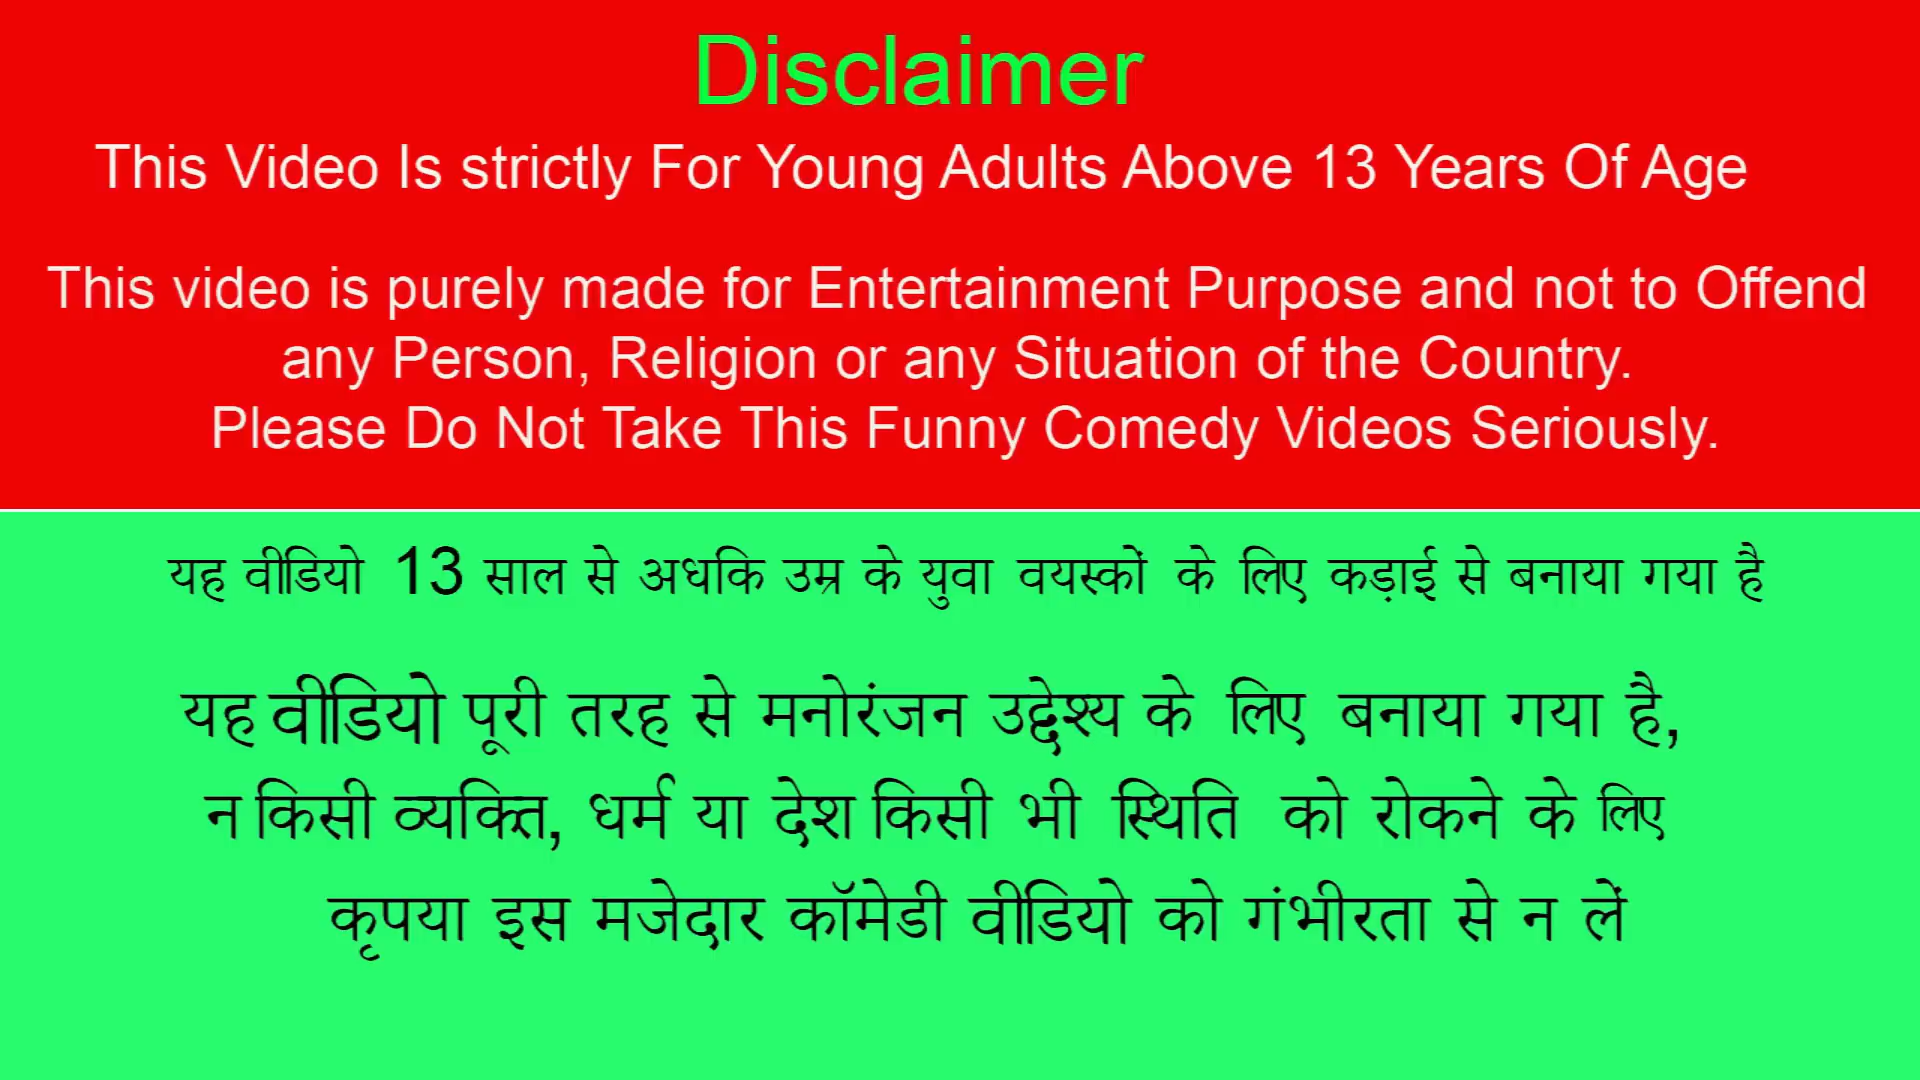 Disclaimer
This Video Is strictly For Young Adults Above 13 Years Of Age
This video is purely made for Entertainment Purpose and not to Offend
any Person, Religion or any Situation of the Country.
Please Do Not Take This Funny Comedy Videos Seriously.
यह वीडियो 13 साल से अधकि उम्र के युवा वयस्कों के लिए कड़ाई से बनाया गया है
यह वीडियो पूरी तरह से मनोरंजन उद्देश्य के लिए बनाया गया है,
न किसी व्यक्ति, धर्म या देश किसी भी स्थिति को रोकने के लिए
कृपया इस मजेदार कॉमेडी वीडियो को गंभीरता से न लें